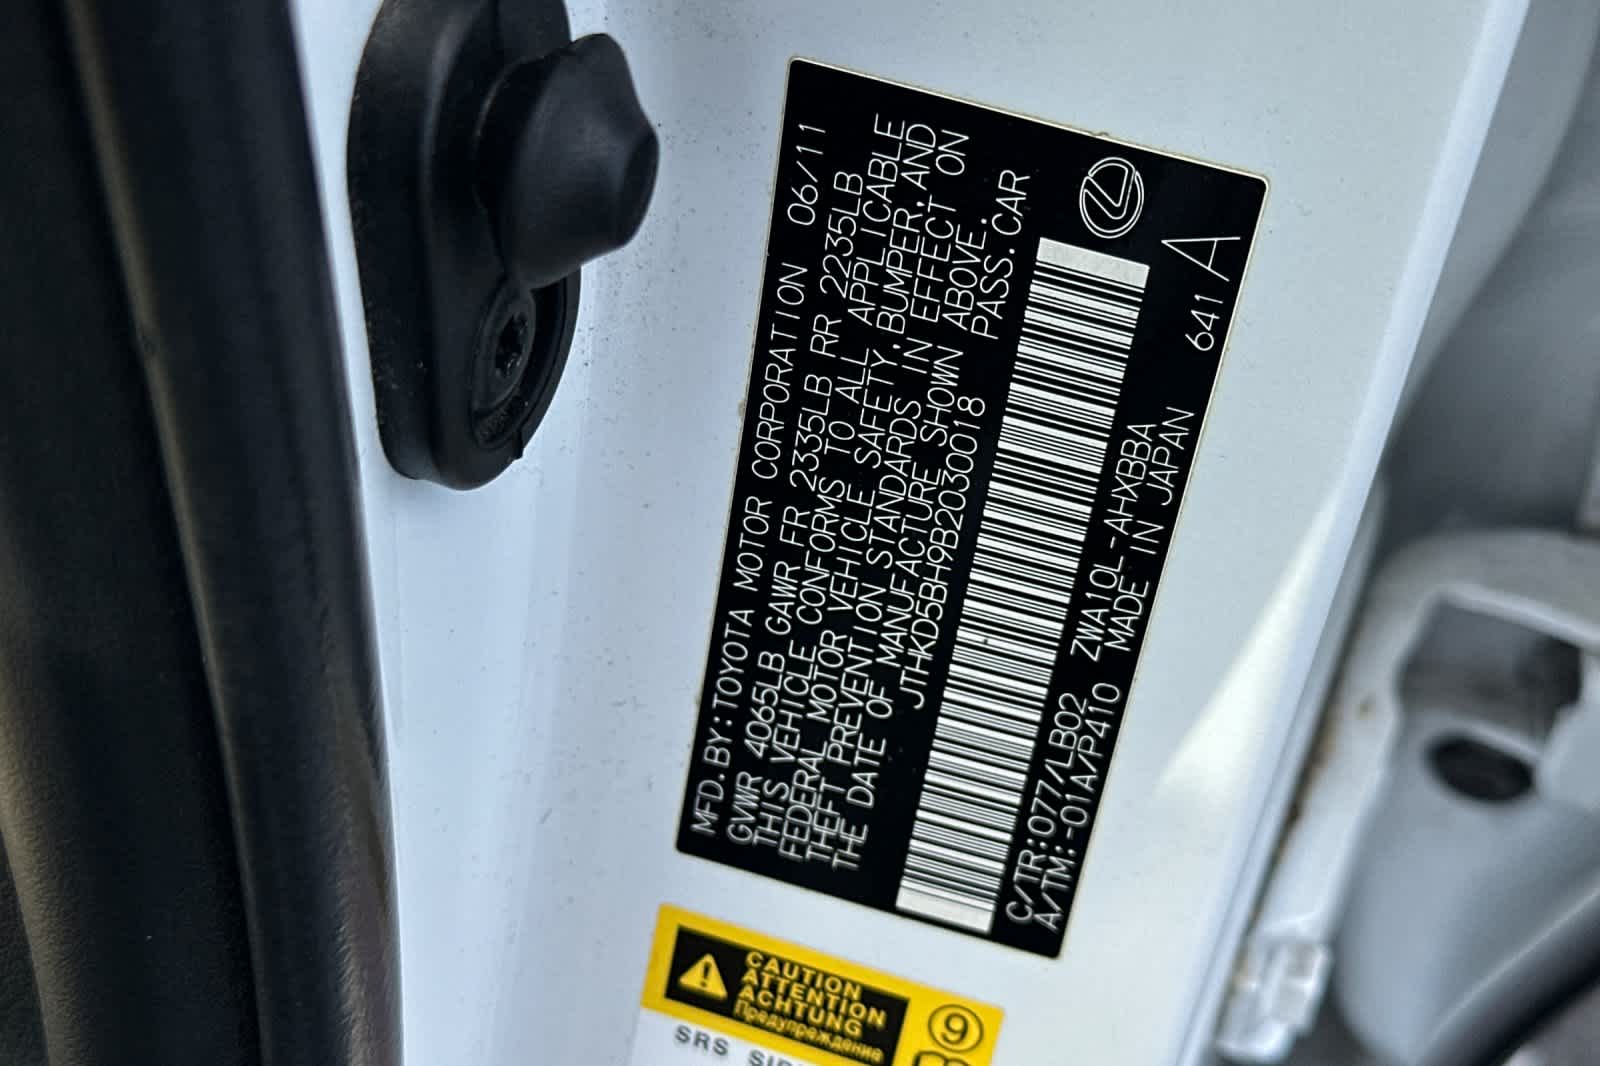 MFD.BY:TOYOTA MOTOR CORPORATION 06/11
GVWR 4065LB GAWR FR 2335LB RR 2235LB
THIS VEHICLE CONFORMS TO ALL APPLICABLE
FEDERAL MOTOR VEHICLE SAFETY,BUMPER,AND
THEFT PREVENTION STANDARDS IN EFFECT ON
THE DATE OF MANUFACTURE SHOWN ABOVE.
JTHKD5BH9B2030018 PASS.CAR
C/TR:077/LB02 ZWA10L-AHXBBA
A/TM:-01A/P410 MADE IN JAPAN 641 A
CAUTION
ATTENTION
ACHTUNG
Предупреждения
9
SRS